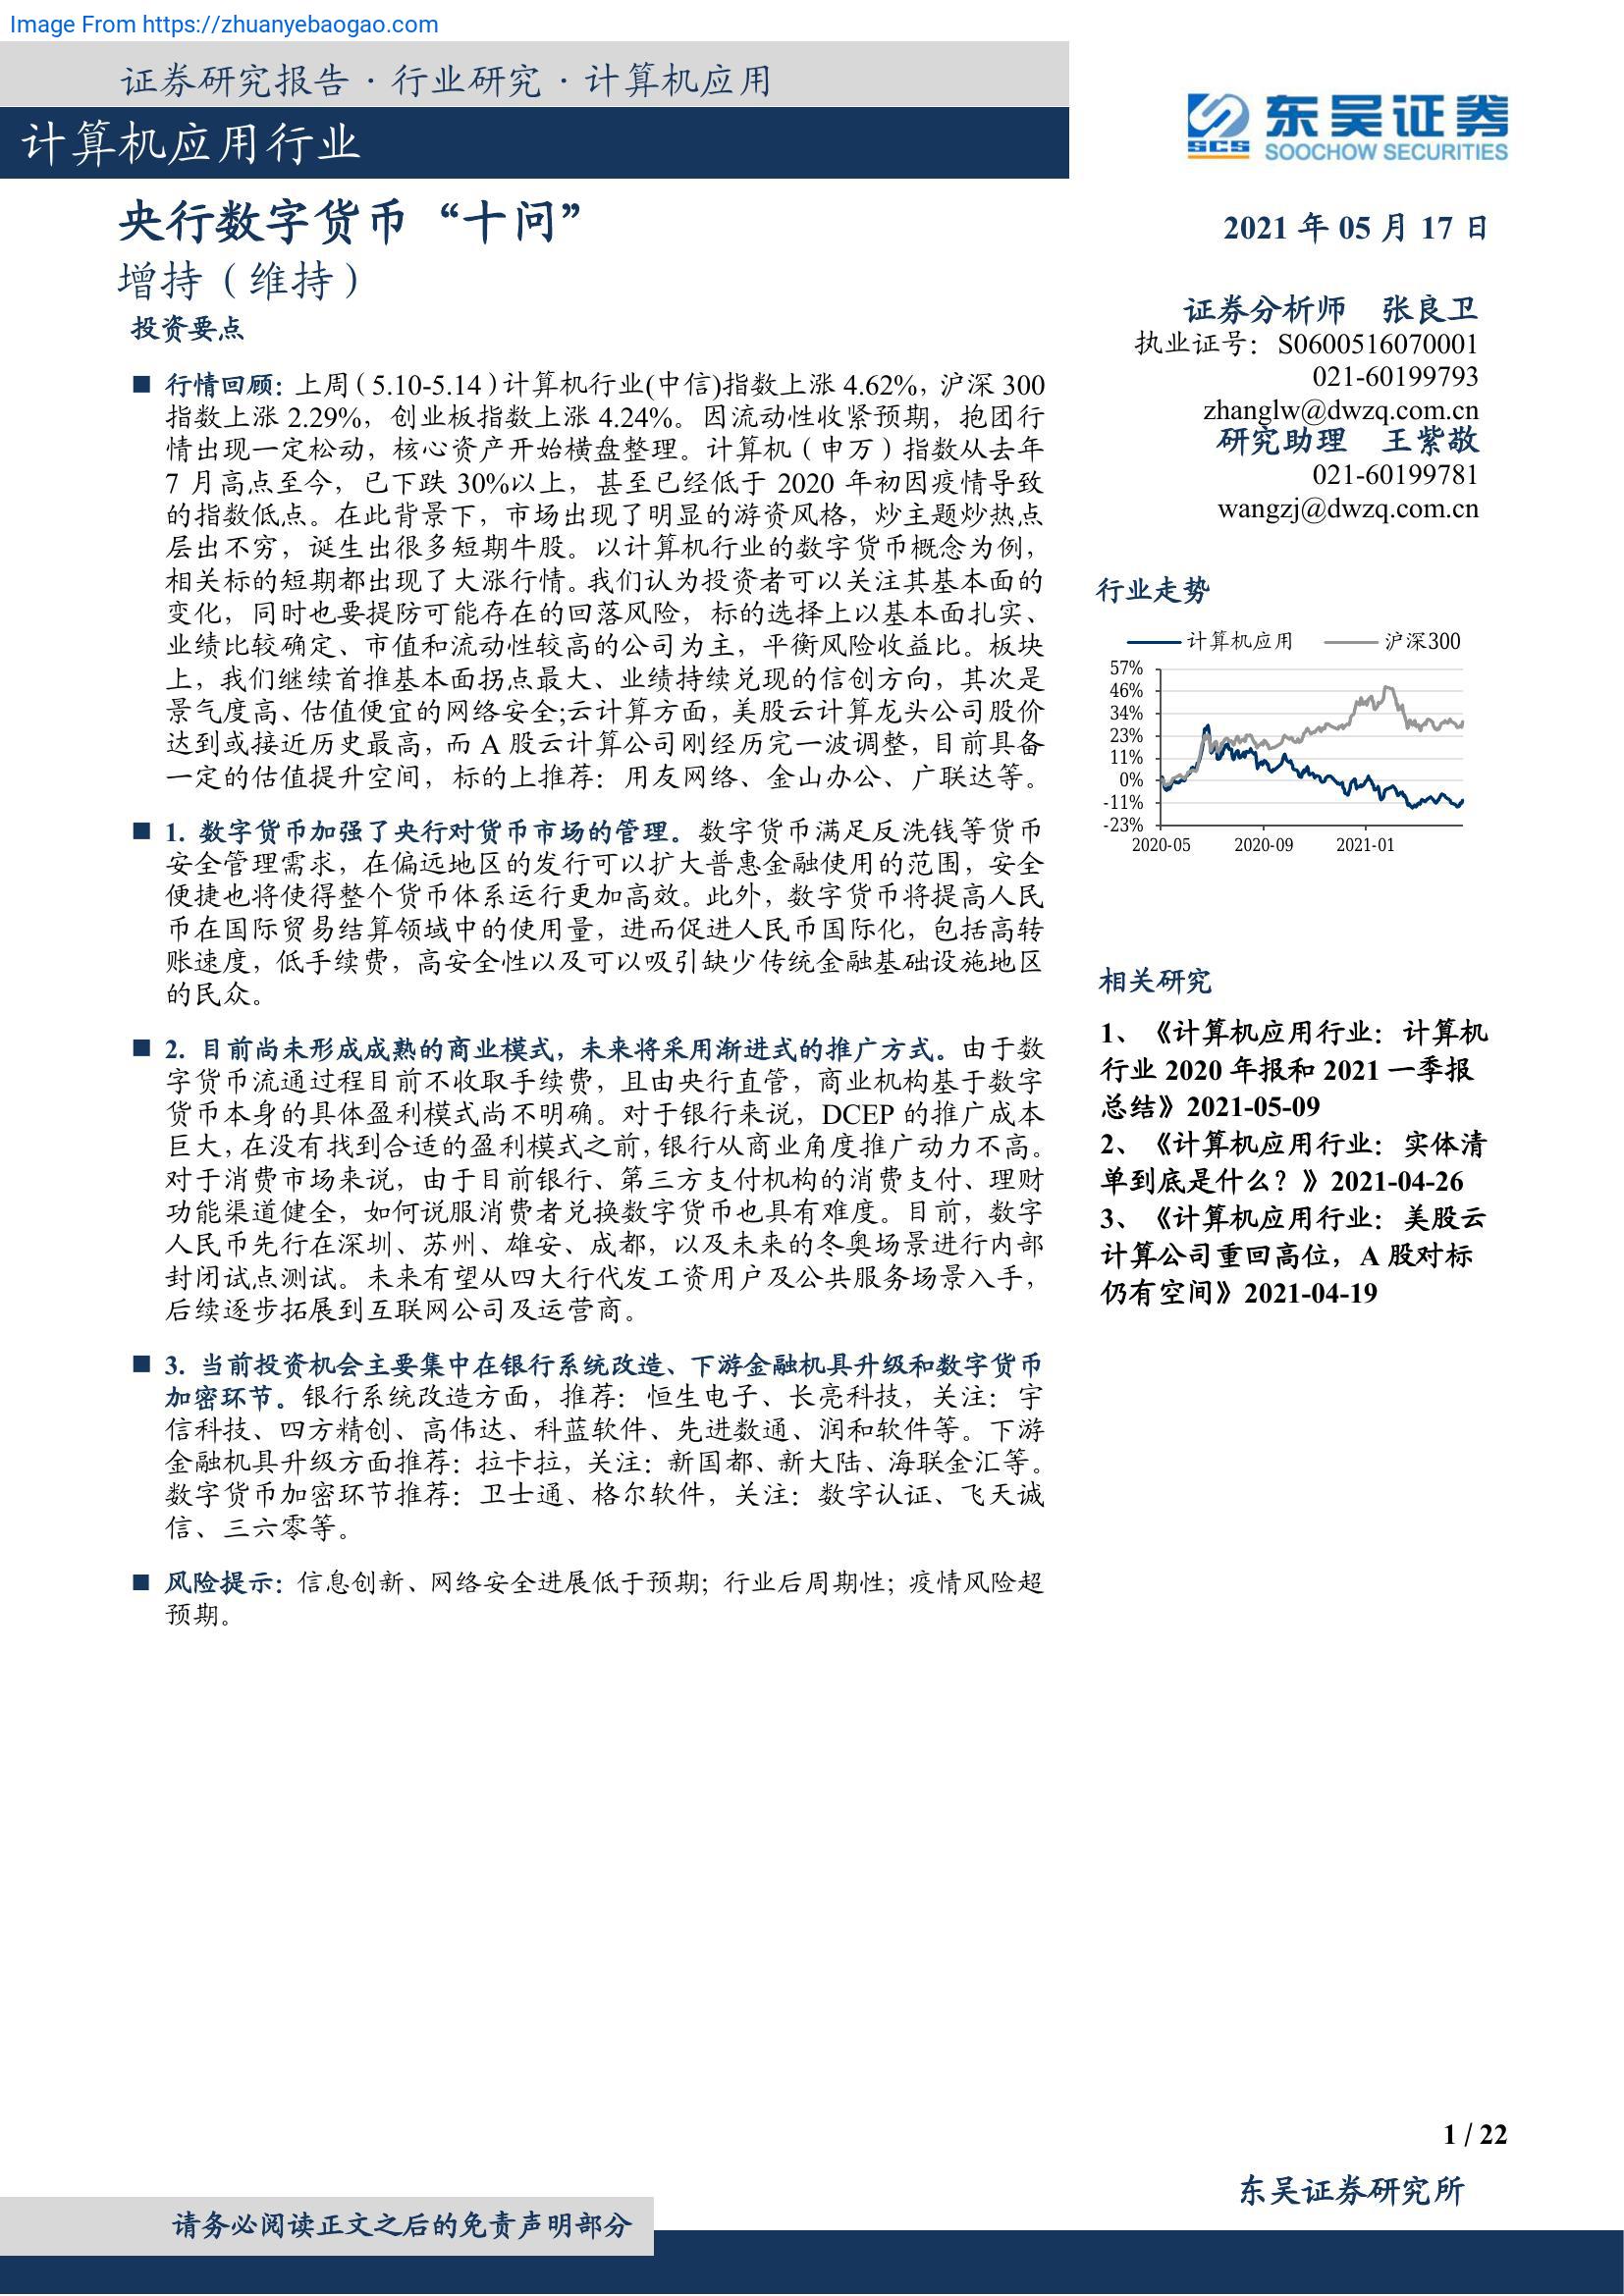 Image From https://zhuanyebaogao.com
证券研究报告·行业研究·计算机应用
计算机应用行业
东吴证券
SCS
SOOCHOW SECURITIES
央行数字货币“十问”
增持（维持）
投资要点
■ 行情回顾：上周（5.10-5.14）计算机行业(中信)指数上涨 4.62%，沪深 300
指数上涨 2.29%，创业板指数上涨 4.24%。因流动性收紧预期，抱团行
情出现一定松动，核心资产开始横盘整理。计算机（申万）指数从去年
7 月高点至今，已下跌 30%以上，甚至已经低于 2020 年初因疫情导致
的指数低点。在此背景下，市场出现了明显的游资风格，炒主题炒热点
层出不穷，诞生出很多短期牛股。以计算机行业的数字货币概念为例，
相关标的短期都出现了大涨行情。我们认为投资者可以关注其基本面的
变化，同时也要提防可能存在的回落风险，标的选择上以基本面扎实、
业绩比较确定、市值和流动性较高的公司为主，平衡风险收益比。板块
上，我们继续首推基本面拐点最大、业绩持续兑现的信创方向，其次是
景气度高、估值便宜的网络安全;云计算方面，美股云计算龙头公司股价
达到或接近历史最高，而 A 股云计算公司刚经历完一波调整，目前具备
一定的估值提升空间，标的上推荐：用友网络、金山办公、广联达等。
■ 1. 数字货币加强了央行对货币市场的管理。数字货币满足反洗钱等货币
安全管理需求，在偏远地区的发行可以扩大普惠金融使用的范围，安全
便捷也将使得整个货币体系运行更加高效。此外，数字货币将提高人民
币在国际贸易结算领域中的使用量，进而促进人民币国际化，包括高转
账速度，低手续费，高安全性以及可以吸引缺少传统金融基础设施地区
的民众。
■ 2. 目前尚未形成成熟的商业模式，未来将采用渐进式的推广方式。由于数
字货币流通过程目前不收取手续费，且由央行直管，商业机构基于数字
货币本身的具体盈利模式尚不明确。对于银行来说，DCEP 的推广成本
巨大，在没有找到合适的盈利模式之前，银行从商业角度推广动力不高。
对于消费市场来说，由于目前银行、第三方支付机构的消费支付、理财
功能渠道健全，如何说服消费者兑换数字货币也具有难度。目前，数字
人民币先行在深圳、苏州、雄安、成都，以及未来的冬奥场景进行内部
封闭试点测试。未来有望从四大行代发工资用户及公共服务场景入手，
后续逐步拓展到互联网公司及运营商。
■ 3. 当前投资机会主要集中在银行系统改造、下游金融机具升级和数字货币
加密环节。银行系统改造方面，推荐：恒生电子、长亮科技，关注：宇
信科技、四方精创、高伟达、科蓝软件、先进数通、润和软件等。下游
金融机具升级方面推荐：拉卡拉，关注：新国都、新大陆、海联金汇等。
数字货币加密环节推荐：卫士通、格尔软件，关注：数字认证、飞天诚
信、三六零等。
■ 风险提示：信息创新、网络安全进展低于预期；行业后周期性；疫情风险超
预期。
2021 年 05 月 17 日
证券分析师 张良卫
执业证号：S0600516070001
021-60199793
zhanglw@dwzq.com.cn
研究助理 王紫敬
021-60199781
wangzj@dwzq.com.cn
行业走势
计算机应用 沪深300
57%
46%
34%
23%
11%
0%
-11%
-23%
2020-05 2020-09 2021-01
相关研究
1、《计算机应用行业：计算机
行业 2020 年报和 2021 一季报
总结》2021-05-09
2、《计算机应用行业：实体清
单到底是什么？》2021-04-26
3、《计算机应用行业：美股云
计算公司重回高位，A 股对标
仍有空间》2021-04-19
1 / 22
东吴证券研究所
请务必阅读正文之后的免责声明部分